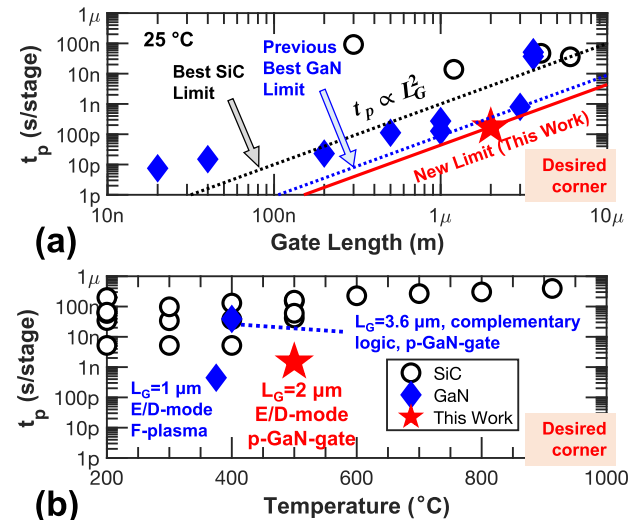 1μ
100n
10n
1n
100p
10p
1p
t_p (s/stage)
25 °C
Best SiC
Limit
Previous
Best GaN
Limit
t_p ∝ L_G^2
New Limit (This Work)
Desired
corner
10n
100n
1μ
10μ
(a)
Gate Length (m)
1μ
100n
10n
1n
100p
10p
1p
t_p (s/stage)
L_G=3.6 μm, complementary
logic, p-GaN-gate
L_G=1 μm
E/D-mode
F-plasma
L_G=2 μm
E/D-mode
p-GaN-gate
SiC
GaN
This Work
Desired
corner
200
400
600
800
1000
(b)
Temperature (°C)